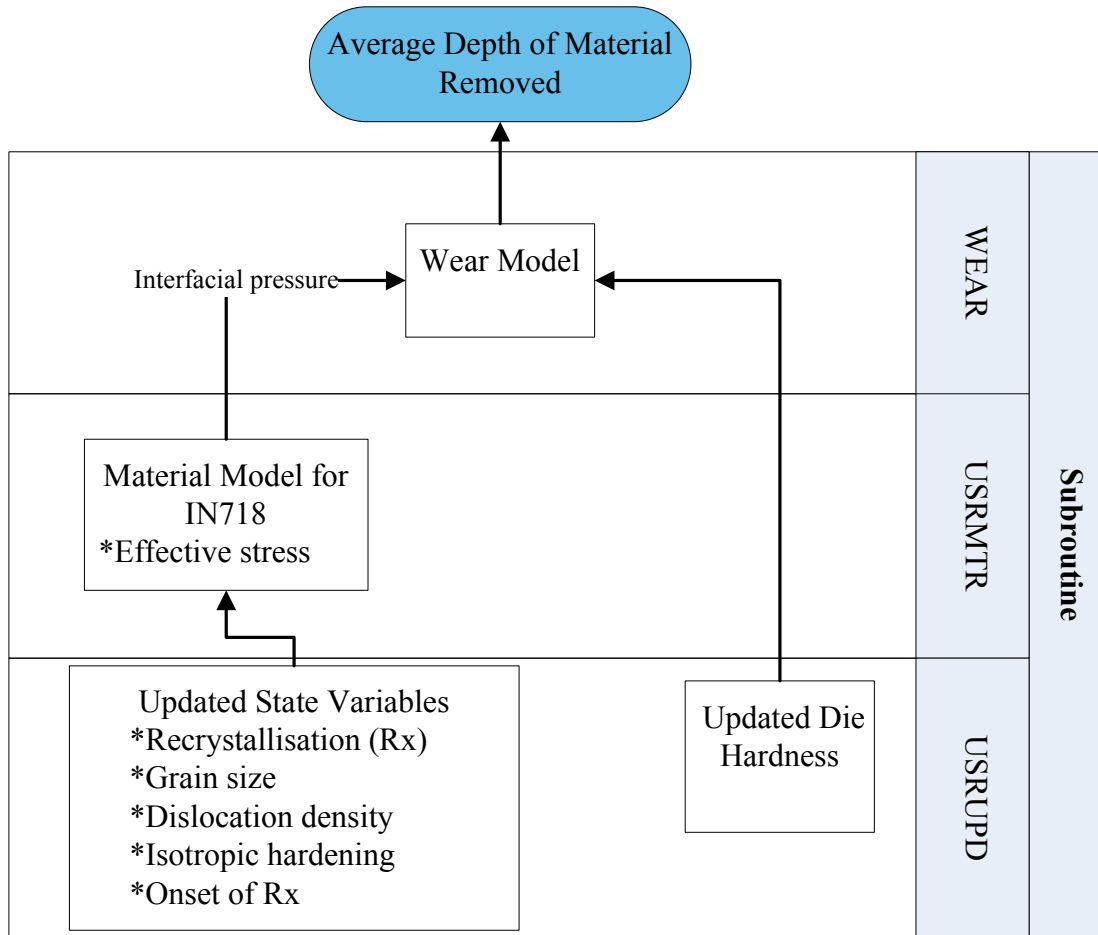 Average Depth of Material
Removed
Wear Model
Interfacial pressure
WEAR
Material Model for
IN718
*Effective stress
USRMTR
Subroutine
Updated State Variables
*Recrystallisation (Rx)
*Grain size
*Dislocation density
*Isotropic hardening
*Onset of Rx
Updated Die
Hardness
USRUPD